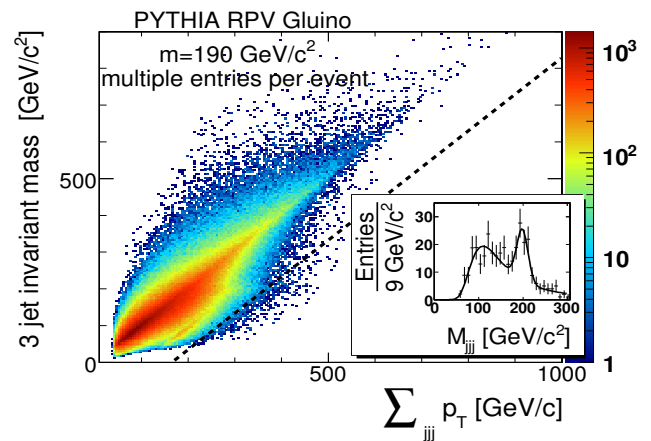 PYTHIA RPV Gluino
m=190 GeV/c²
multiple entries per event
3 jet invariant mass [GeV/c²]
500
0
500
1000
∑ jjj p_T [GeV/c]
10³
10²
10
1
Entries
9 GeV/c²
30
20
10
0
0
100
200
300
M_jjj [GeV/c²]